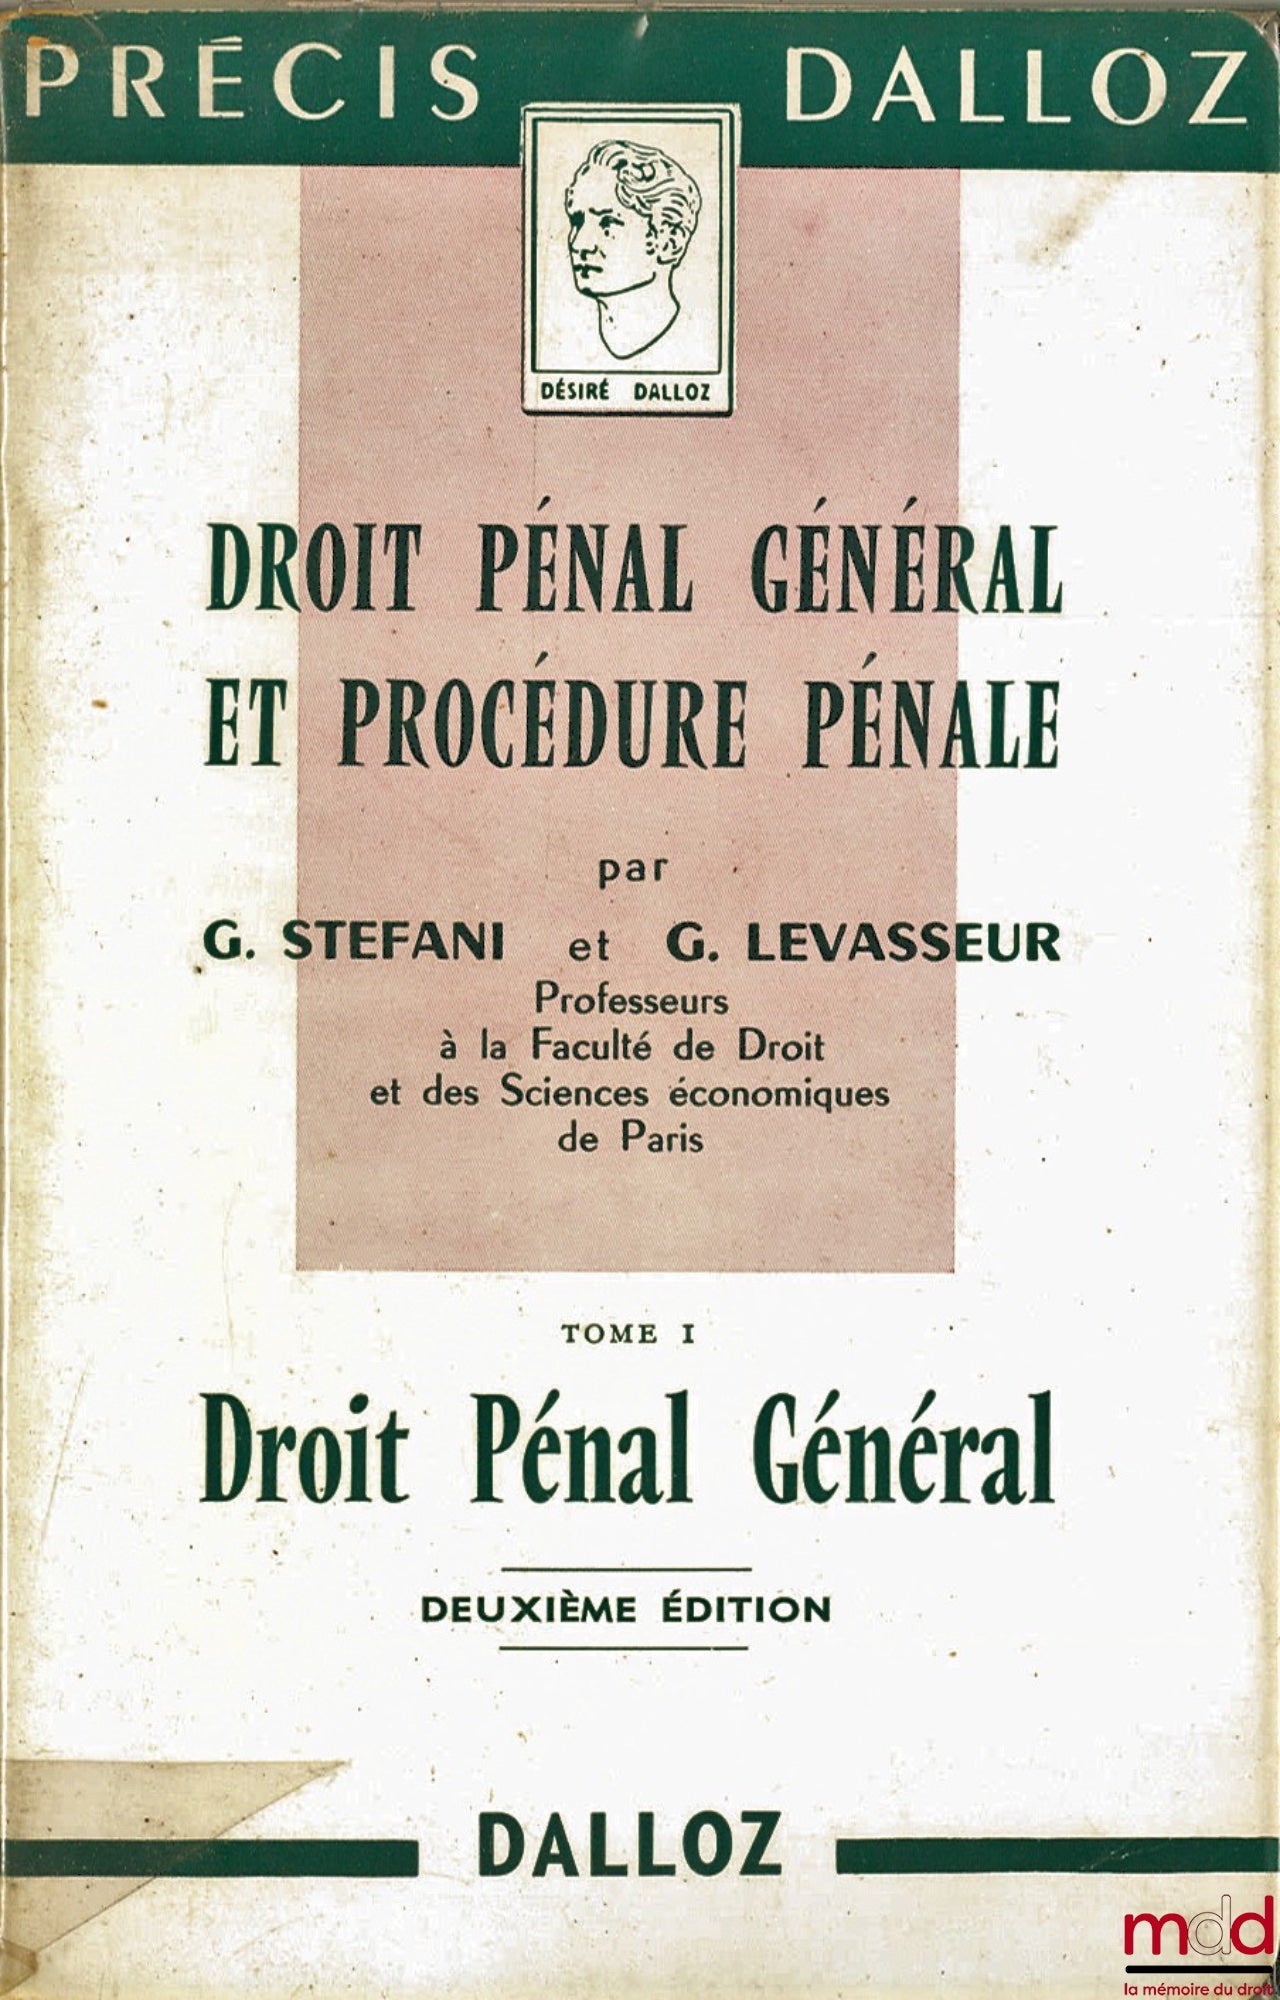 PRÉCIS DALLOZ
DÉSIRÉ DALLOZ
DROIT PÉNAL GÉNÉRAL
ET PROCÉDURE PÉNALE
par
G. STEFANI et G. LEVASSEUR
Professeurs
à la Faculté de Droit
et des Sciences économiques
de Paris
TOME I
Droit Pénal Général
DEUXIÈME ÉDITION
DALLOZ
mdd
la mémoire du droit